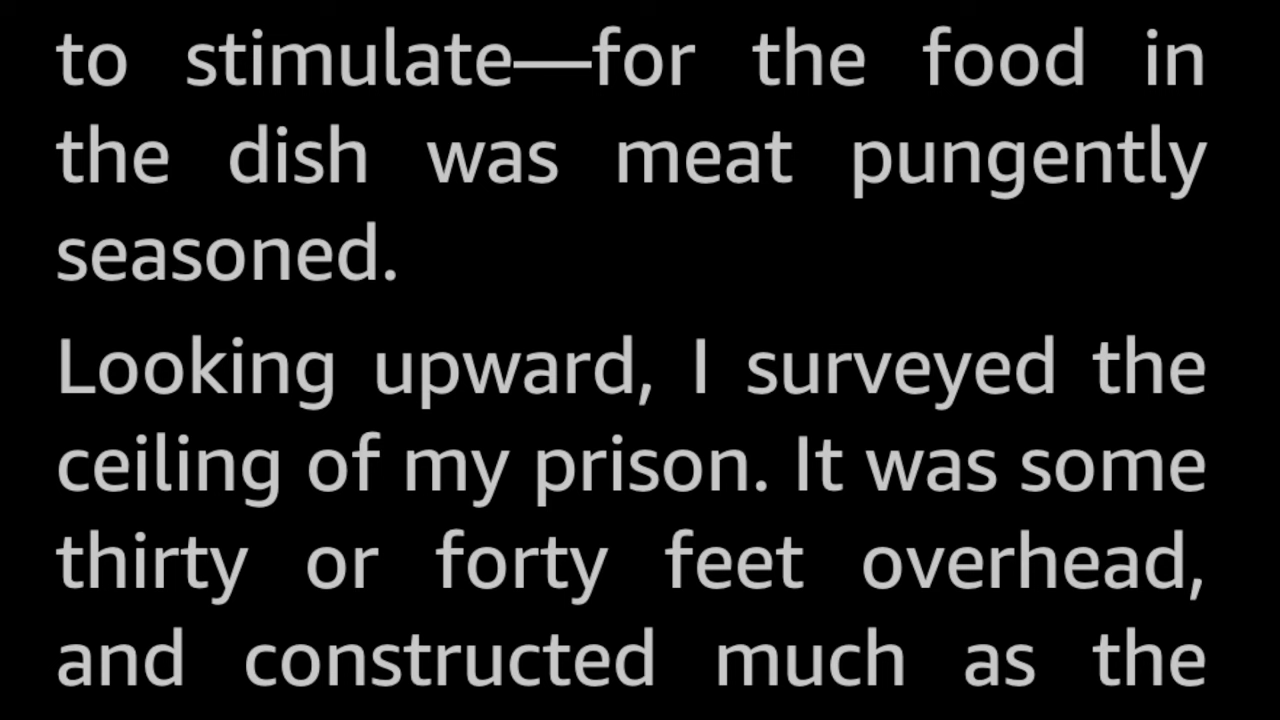 to stimulate—for the food in
the dish was meat pungently
seasoned.
Looking upward, I surveyed the
ceiling of my prison. It was some
thirty or forty feet overhead,
and constructed much as the